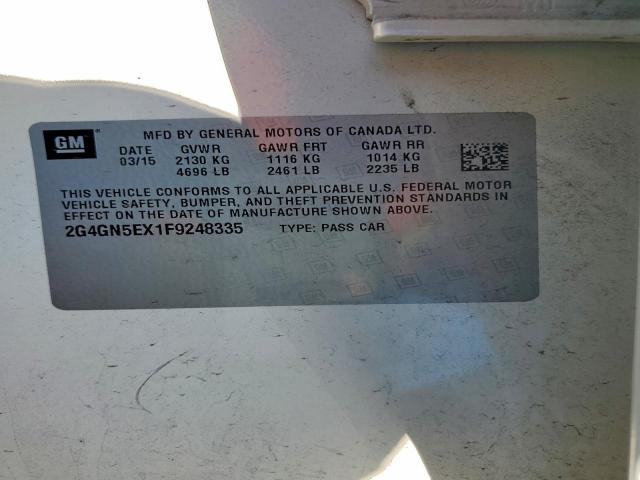 GM®
MFD BY GENERAL MOTORS OF CANADA LTD.
DATE GVWR GAWR FRT GAWR RR
03/15 2130 KG 1116 KG 1014 KG
4696 LB 2461 LB 2235 LB
THIS VEHICLE CONFORMS TO ALL APPLICABLE U.S. FEDERAL MOTOR
VEHICLE SAFETY, BUMPER, AND THEFT PREVENTION STANDARDS IN
EFFECT ON THE DATE OF MANUFACTURE SHOWN ABOVE.
2G4GN5EX1F9248335 TYPE: PASS CAR